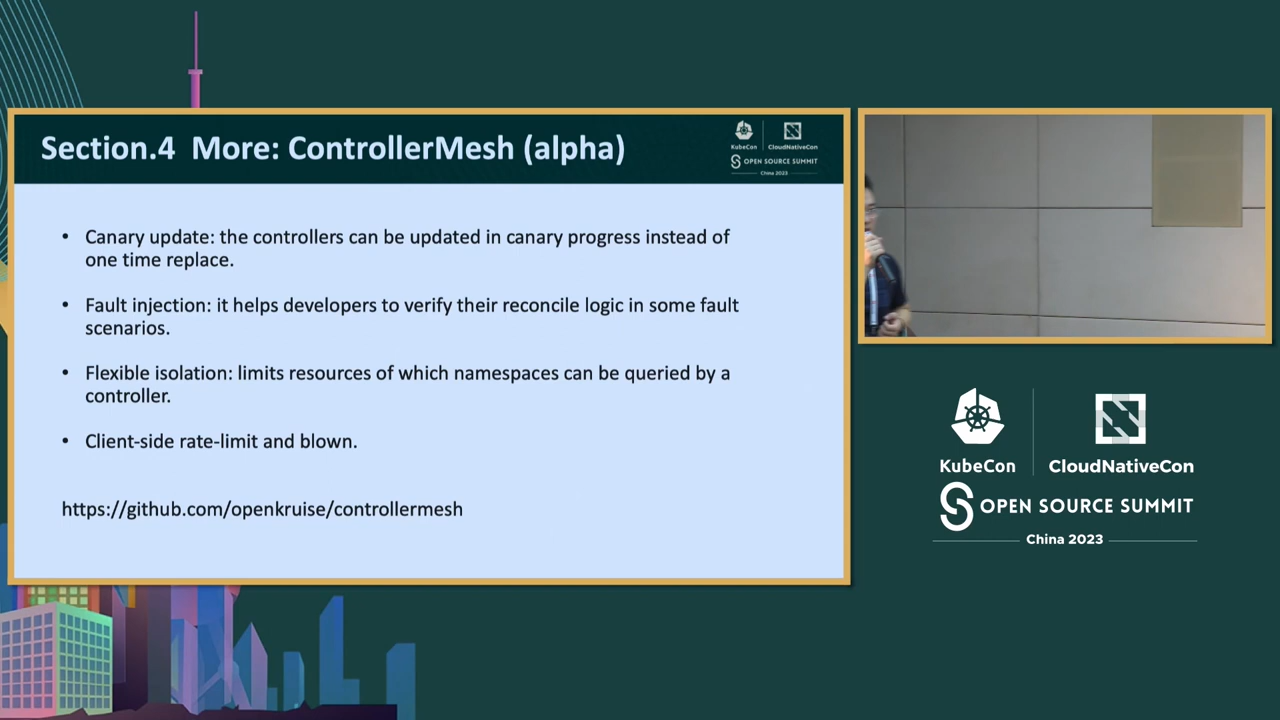 Section.4 More: ControllerMesh (alpha)
KubeCon
CloudNativeCon
OPEN SOURCE SUMMIT
China 2023
• Canary update: the controllers can be updated in canary progress instead of
one time replace.
• Fault injection: it helps developers to verify their reconcile logic in some fault
scenarios.
• Flexible isolation: limits resources of which namespaces can be queried by a
controller.
• Client-side rate-limit and blown.
https://github.com/openkruise/controllermesh
KubeCon
CloudNativeCon
OPEN SOURCE SUMMIT
China 2023